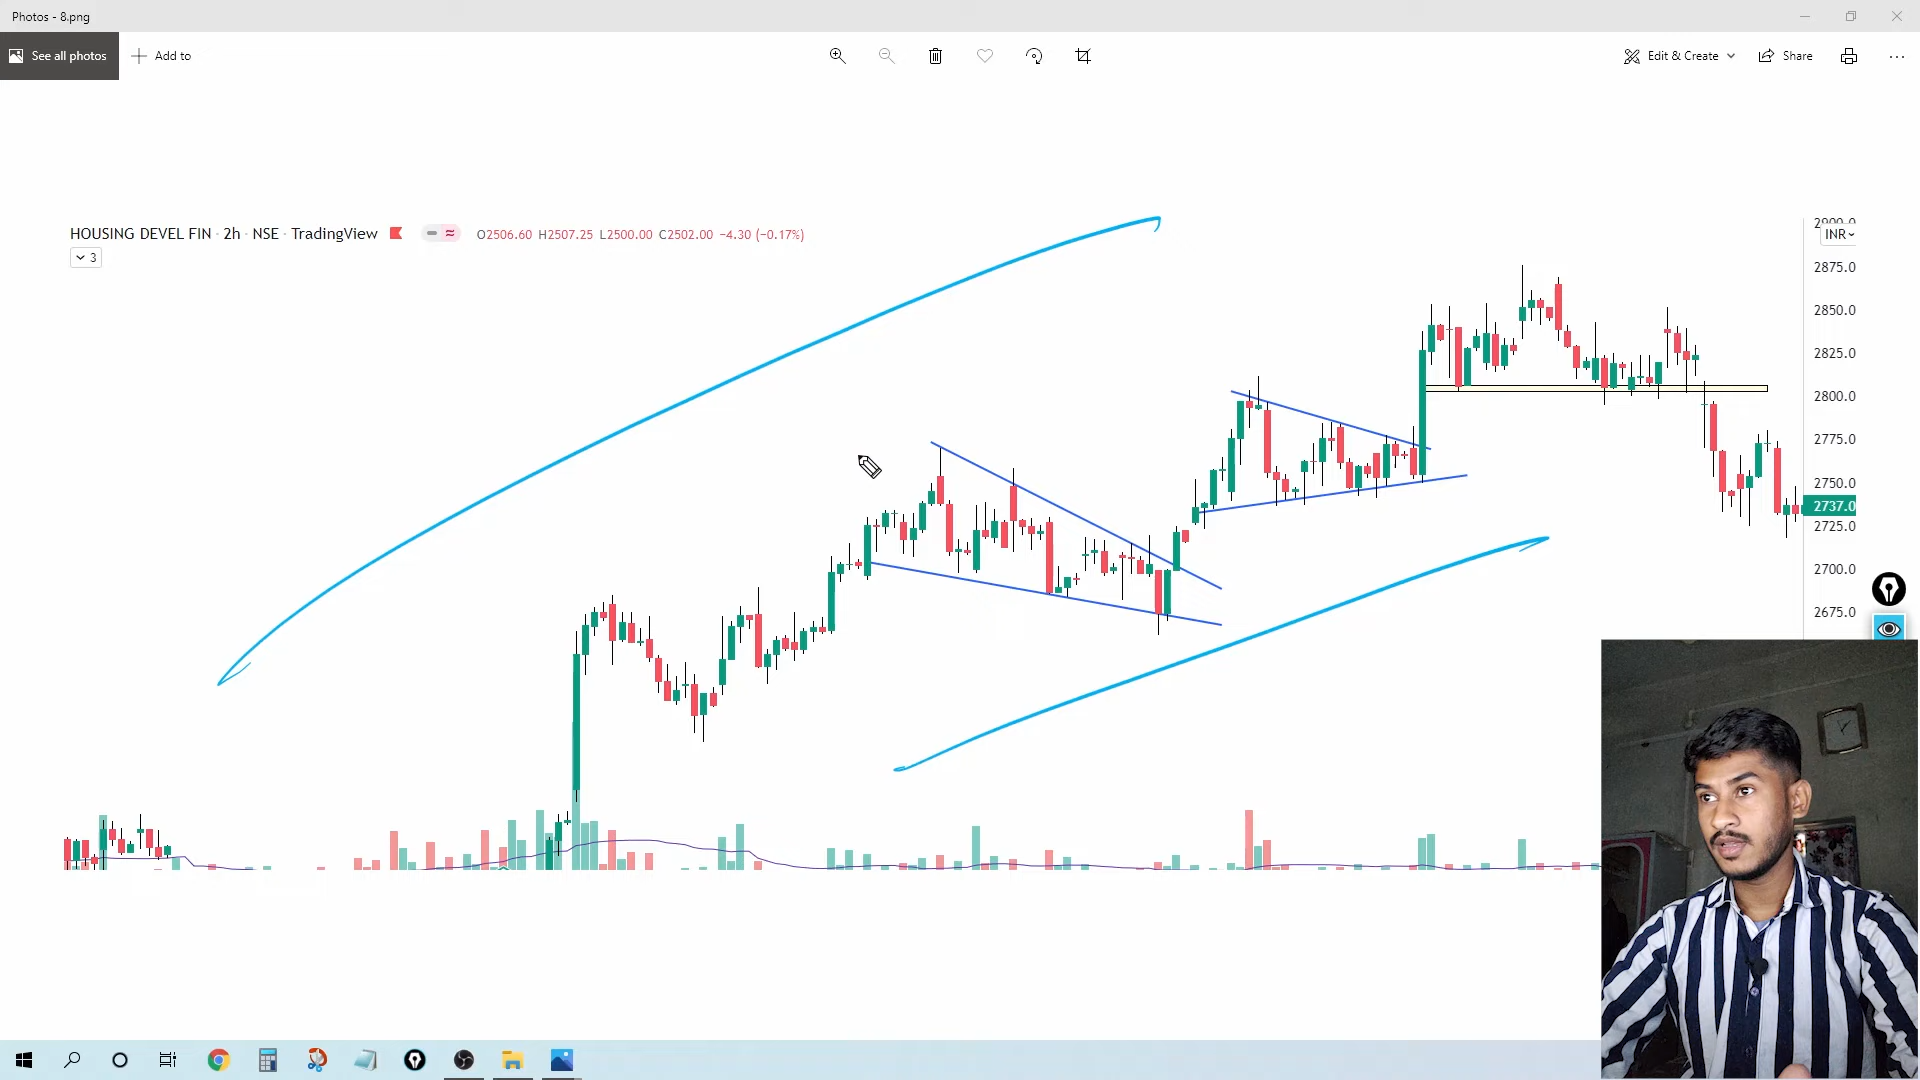 Photos - 8.png
See all photos
Add to
Edit & Create
Share
HOUSING DEVEL FIN · 2h · NSE · TradingView
O2506.60 H2507.25 L2500.00 C2502.00 −4.30 (−0.17%)
3
2900.0
INR
2875.0
2850.0
2825.0
2800.0
2775.0
2750.0
2737.0
2725.0
2700.0
2675.0